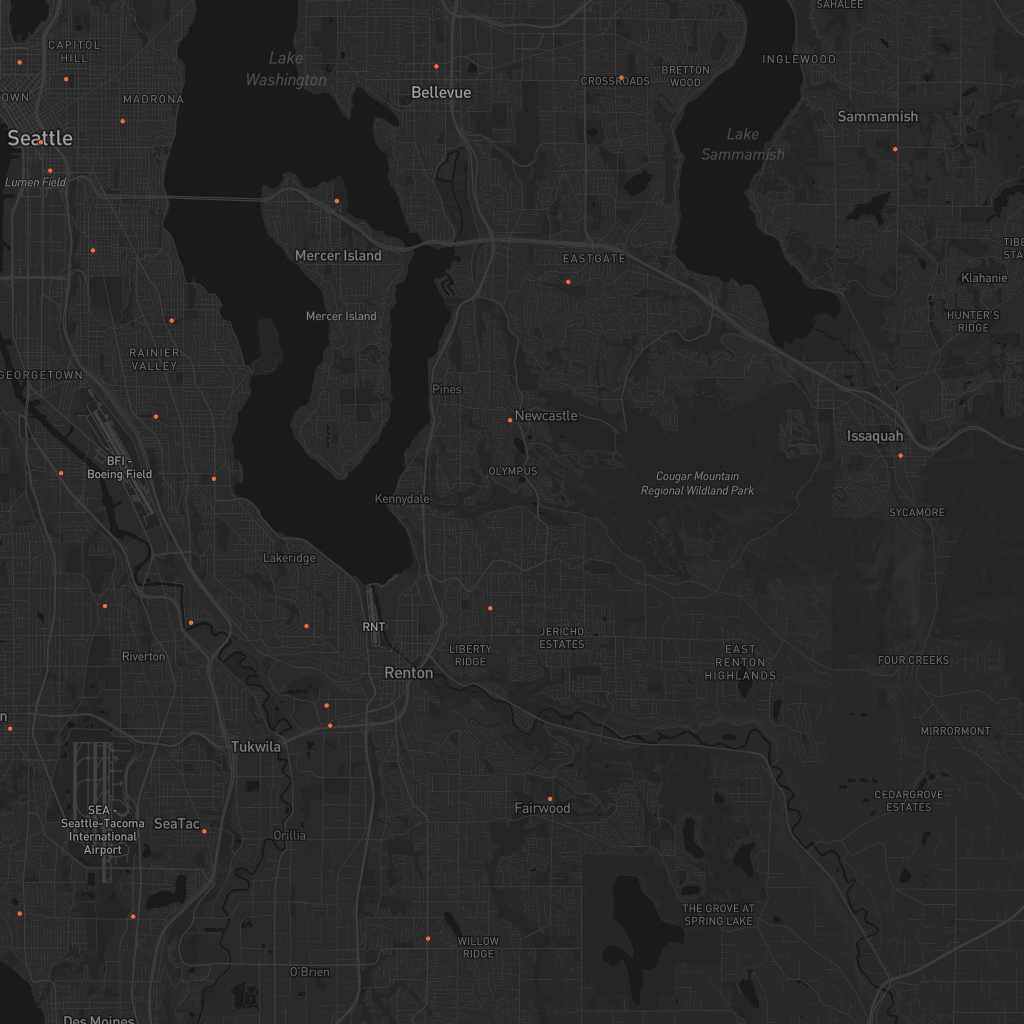 SAHALEE
CAPITOL
HILL
Lake
Washington
INGLEWOOD
BRETTON
WOOD
CROSSROADS
Bellevue
OWN
MADRONA
Sammamish
Seattle
Lake
Sammamish
Lumen Field
Mercer Island
EASTGATE
TIBE
STA
Klahanie
Mercer Island
HUNTER'S
RIDGE
RAINIER
VALLEY
GEORGETOWN
Pines
Newcastle
Issaquah
BFI -
Boeing Field
OLYMPUS
Cougar Mountain
Regional Wildland Park
Kennydale
SYCAMORE
Lakeridge
RNT
JERICHO
ESTATES
LIBERTY
RIDGE
EAST
RENTON
HIGHLANDS
Riverton
FOUR CREEKS
Renton
n
MIRRORMONT
Tukwila
CEDARGROVE
ESTATES
SEA -
Seattle-Tacoma
International
Airport
SeaTac
Fairwood
Orillia
THE GROVE AT
SPRING LAKE
WILLOW
RIDGE
O'Brien
Des Moines